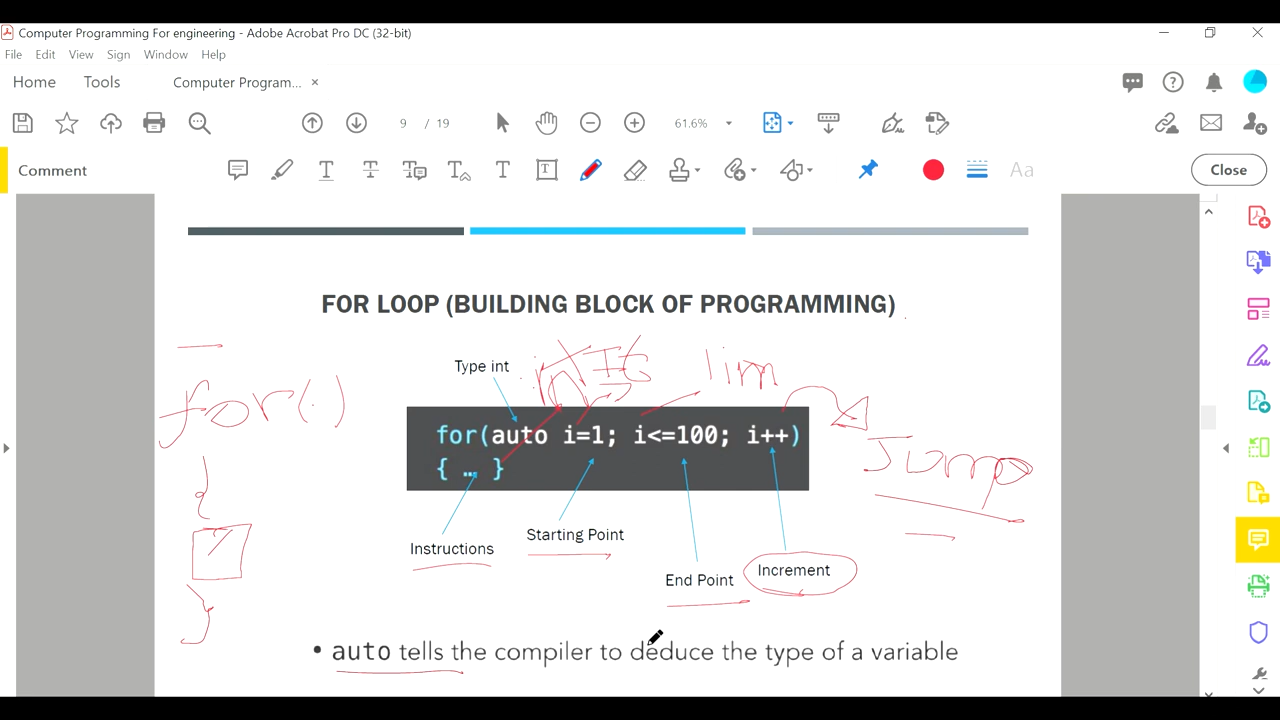 Computer Programming For engineering - Adobe Acrobat Pro DC (32-bit)
File Edit View Sign Window Help
Home Tools Computer Program... ×
9 / 19 61.6%
Comment Close
Aa
FOR LOOP (BUILDING BLOCK OF PROGRAMMING)
Type int
lim
for()
for(auto i=1; i<=100; i++)
{ … }
Jump
{
}
Starting Point
Instructions
Increment
End Point
• auto tells the compiler to deduce the type of a variable